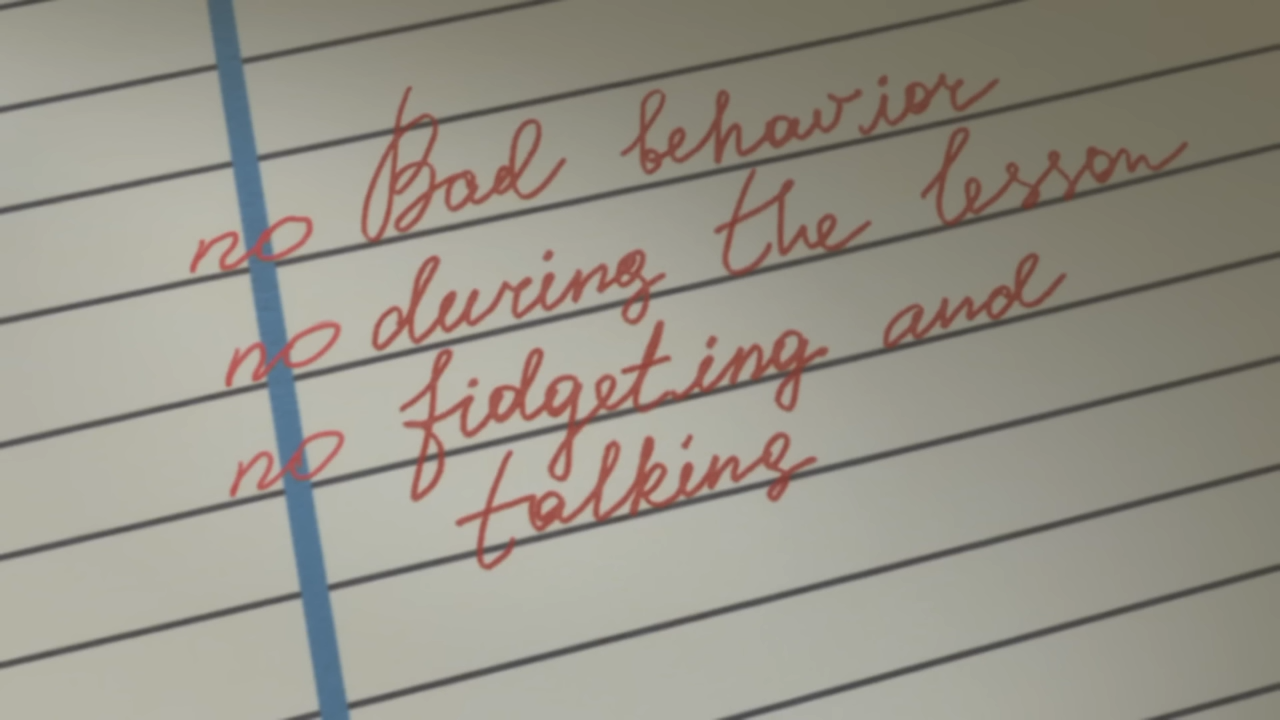 no Bad behavior
no during the lesson
no fidgeting and
talking